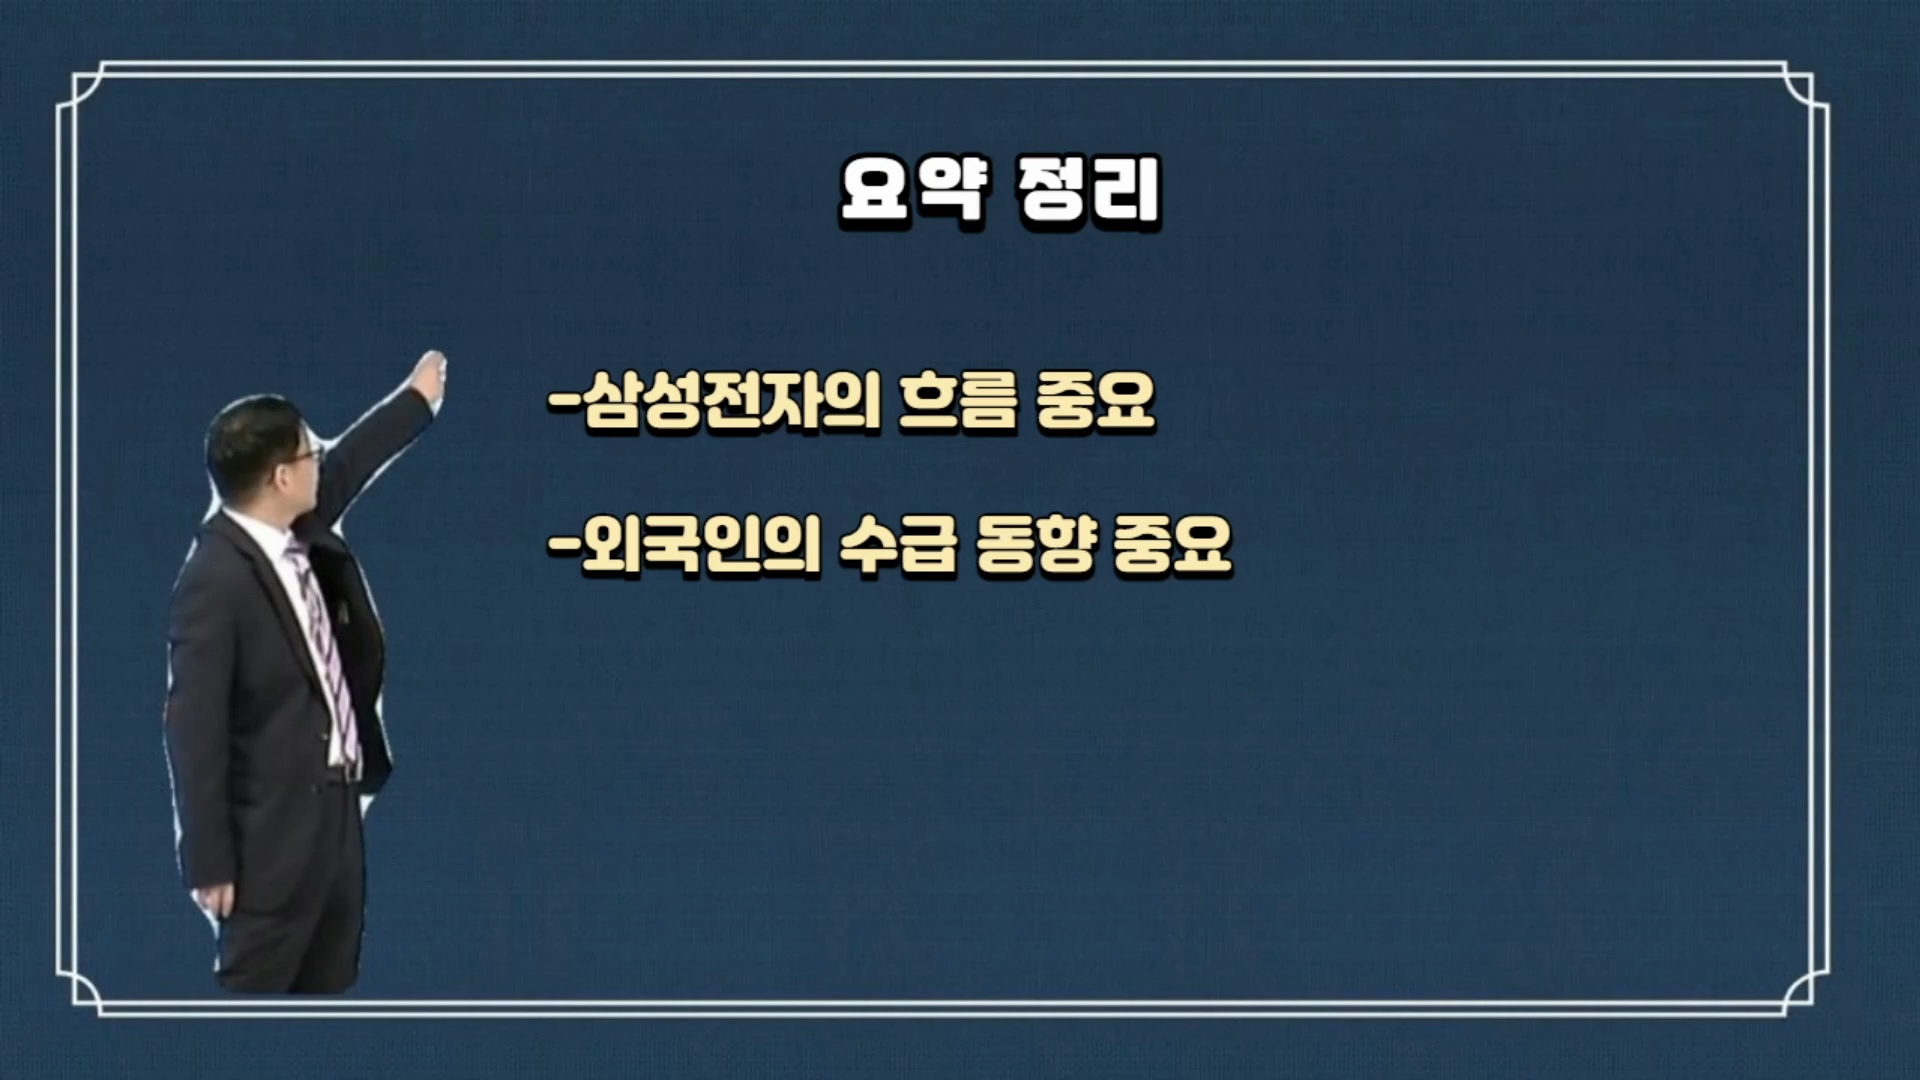 요약 정리
-삼성전자의 흐름 중요
-외국인의 수급 동향 중요